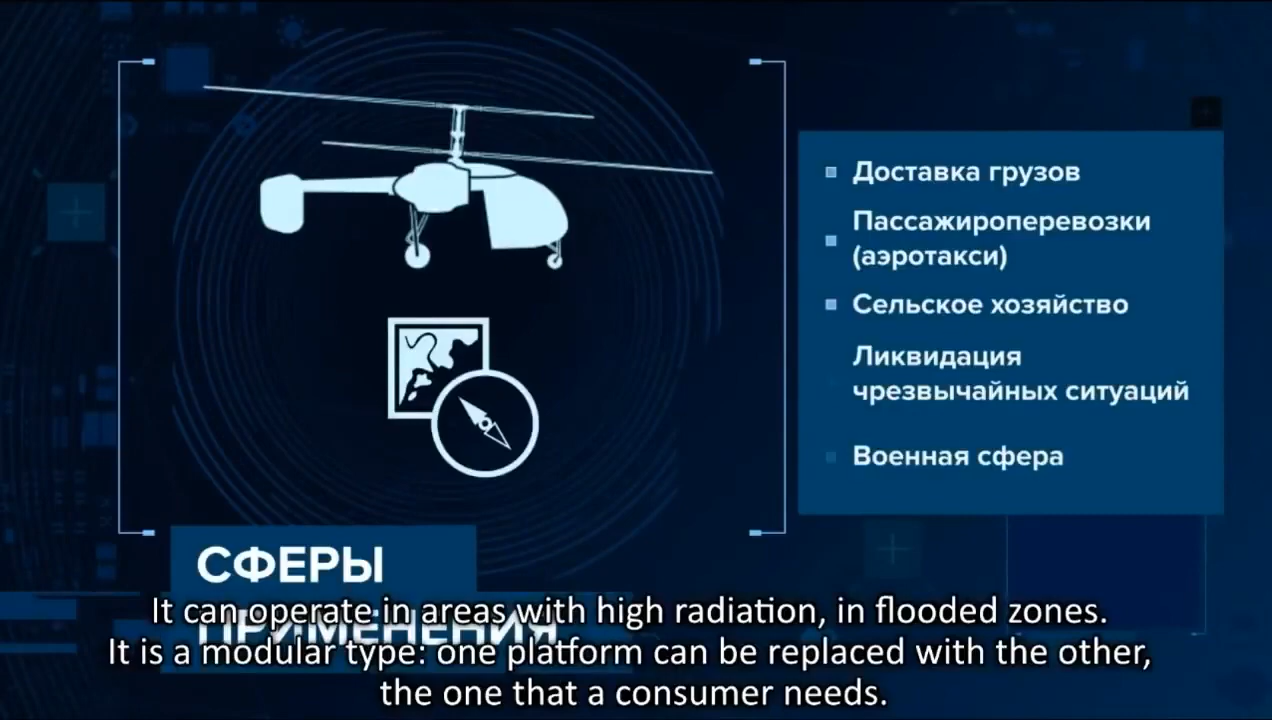 Доставка грузов
Пассажироперевозки
(аэротакси)
Сельское хозяйство
Ликвидация
чрезвычайных ситуаций
Военная сфера
СФЕРЫ
ПРИМЕНЕНИЯ
It can operate in areas with high radiation, in flooded zones.
It is a modular type: one platform can be replaced with the other,
the one that a consumer needs.